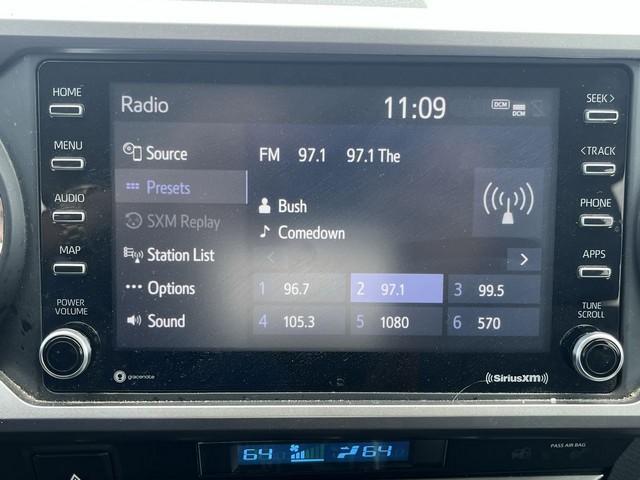 HOME
MENU
AUDIO
MAP
POWER
VOLUME
Radio
11:09
DCM
DCM
Source
Presets
SXM Replay
Station List
Options
Sound
FM 97.1 97.1 The
Bush
Comedown
1 96.7
2 97.1
3 99.5
4 105.3
5 1080
6 570
SEEK >
< TRACK
PHONE
APPS
TUNE
SCROLL
gracenote
SiriusXM
64
64
PASS AIR BAG